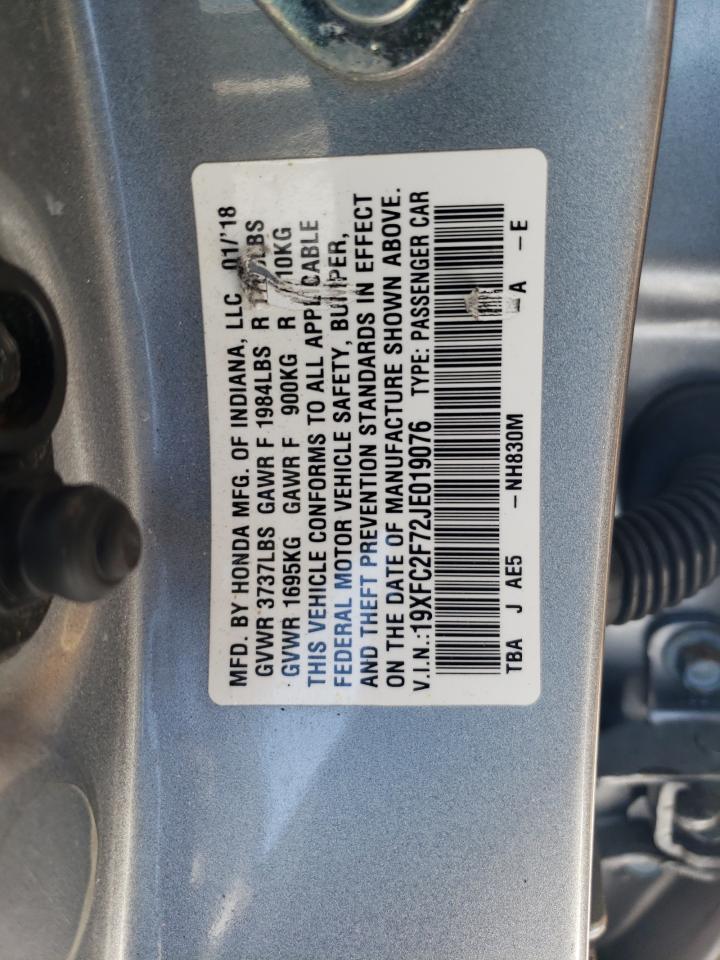 MFD. BY HONDA MFG. OF INDIANA, LLC 01/'18
GVWR 3737LBS GAWR F 1984LBS R
GVWR 1695KG GAWR F 900KG R
THIS VEHICLE CONFORMS TO ALL APPLICABLE
FEDERAL MOTOR VEHICLE SAFETY, BUMPER,
AND THEFT PREVENTION STANDARDS IN EFFECT
ON THE DATE OF MANUFACTURE SHOWN ABOVE.
V.I.N.:19XFC2F72JE019076 TYPE: PASSENGER CAR
TBA J AE5 - NH830M A - E